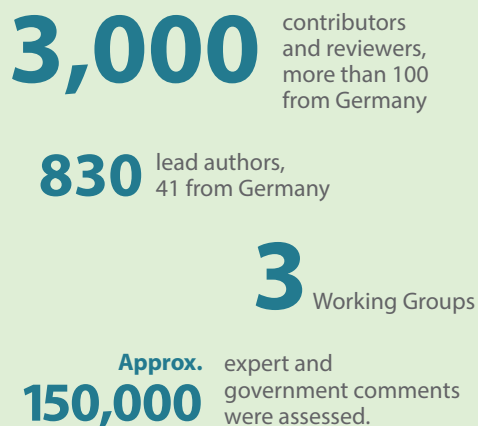 3,000
contributors
and reviewers,
more than 100
from Germany
830
lead authors,
41 from Germany
3 Working Groups
Approx.
150,000
expert and
government comments
were assessed.